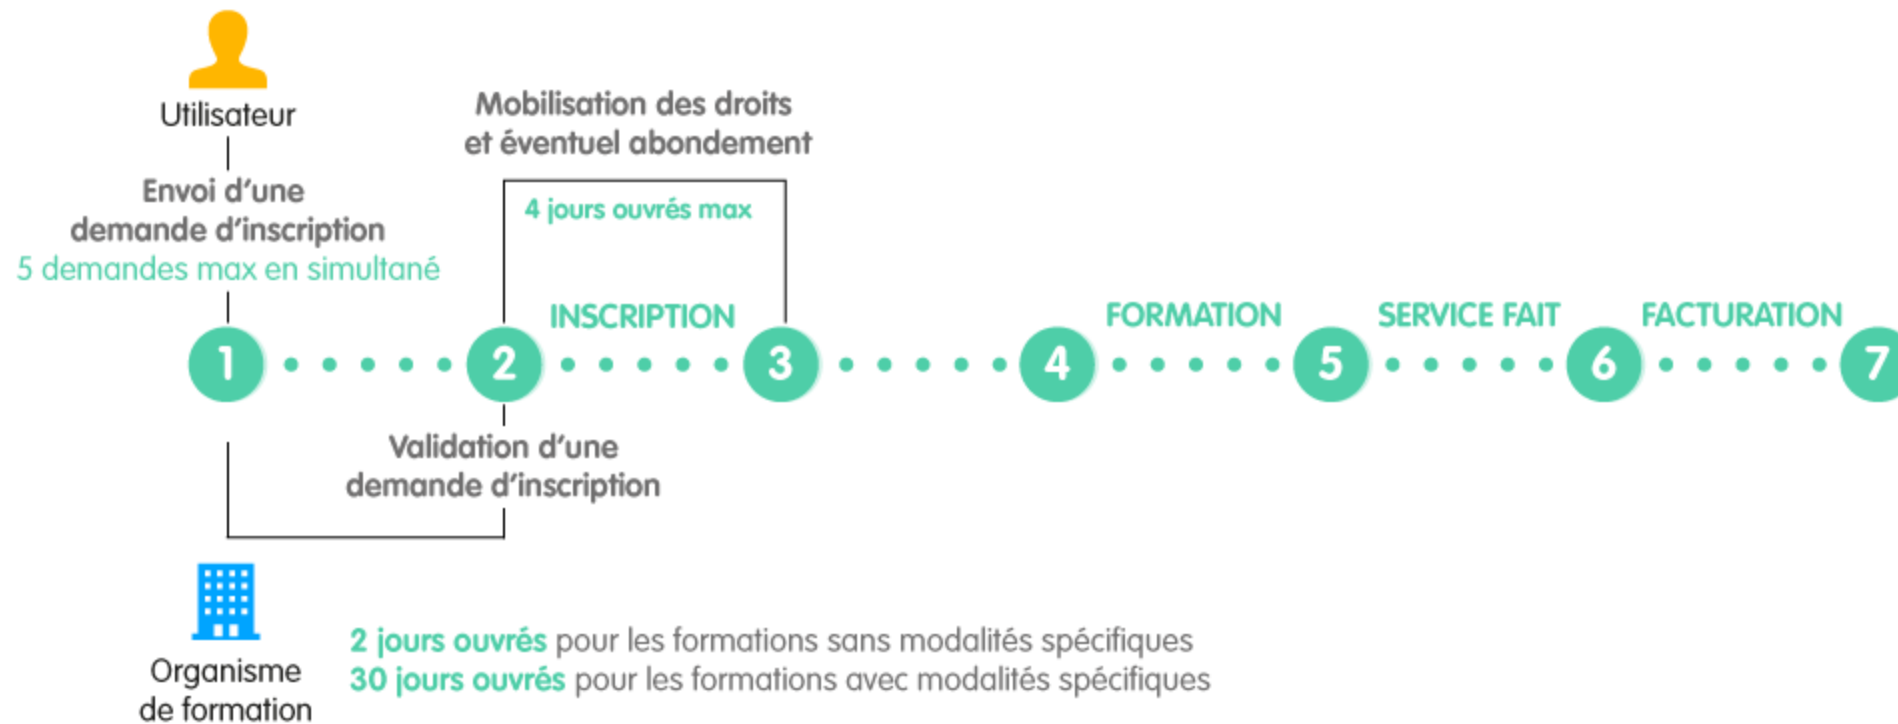 Utilisateur
Envoi d'une
demande d'inscription
5 demandes max en simultané
Mobilisation des droits
et éventuel abondement
4 jours ouvrés max
INSCRIPTION
FORMATION
SERVICE FAIT
FACTURATION
1
2
3
4
5
6
7
Validation d'une
demande d'inscription
Organisme
de formation
2 jours ouvrés pour les formations sans modalités spécifiques
30 jours ouvrés pour les formations avec modalités spécifiques